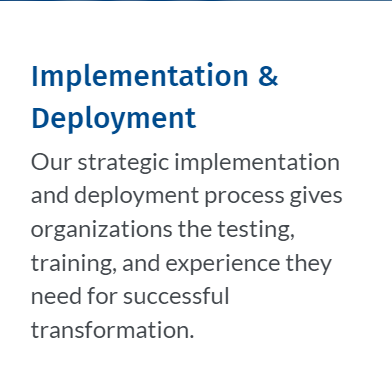 Implementation &
Deployment
Our strategic implementation
and deployment process gives
organizations the testing,
training, and experience they
need for successful
transformation.